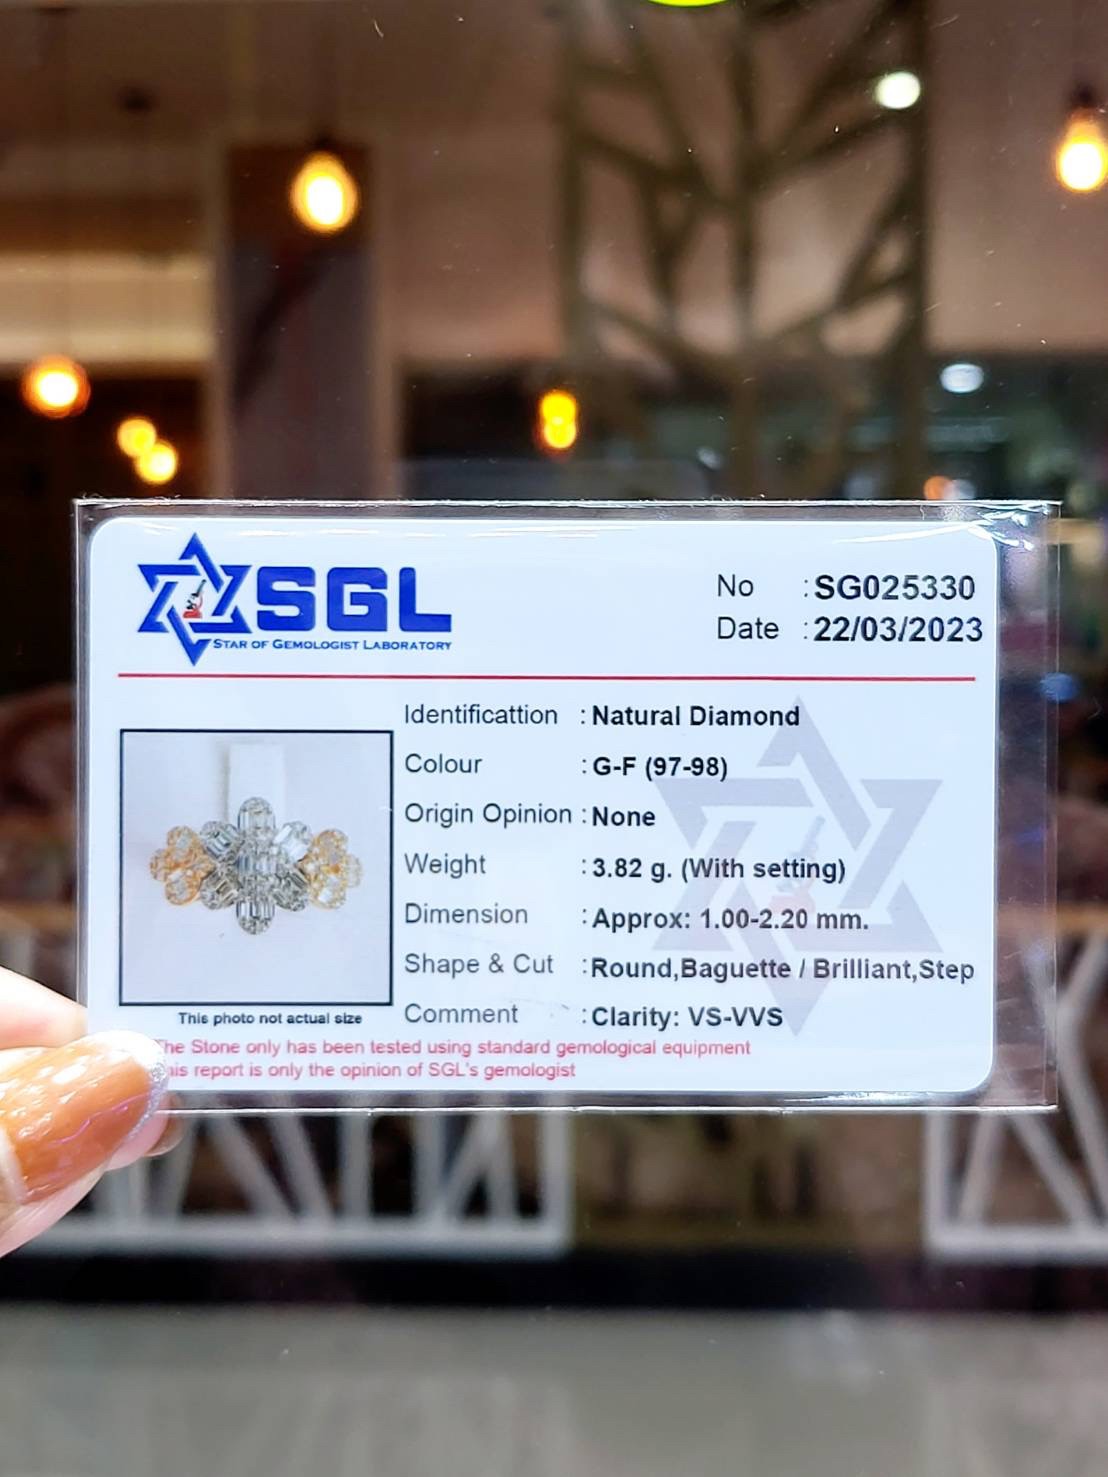 SGL
STAR OF GEMOLOGIST LABORATORY
No : SG025330
Date : 22/03/2023
Identificattion : Natural Diamond
Colour : G-F (97-98)
Origin Opinion : None
Weight : 3.82 g. (With setting)
Dimension : Approx: 1.00-2.20 mm.
Shape & Cut : Round,Baguette / Brilliant,Step
Comment : Clarity: VS-VVS
This photo not actual size
The Stone only has been tested using standard gemological equipment
report is only the opinion of SGL's gemologist